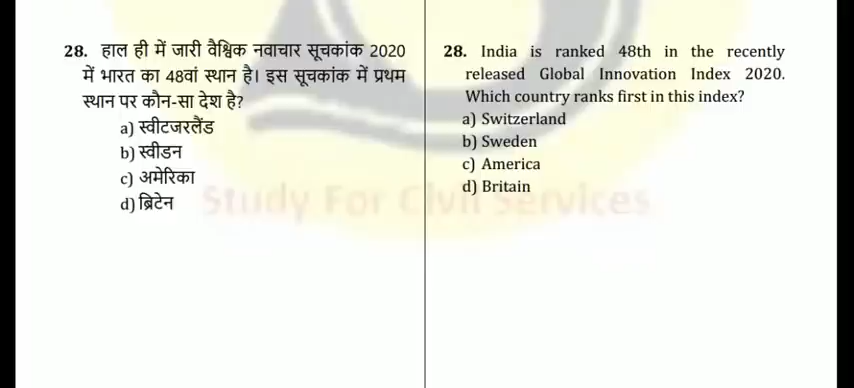 28. हाल ही में जारी वैश्विक नवाचार सूचकांक 2020
में भारत का 48वां स्थान है। इस सूचकांक में प्रथम
स्थान पर कौन-सा देश है?
a) स्वीटजरलैंड
b) स्वीडन
c) अमेरिका
d) ब्रिटेन
28. India is ranked 48th in the recently
released Global Innovation Index 2020.
Which country ranks first in this index?
a) Switzerland
b) Sweden
c) America
d) Britain
Study For Civil Services